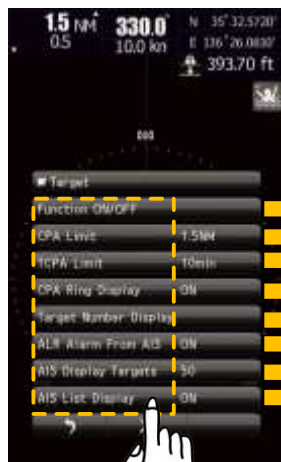 1.5 NM 330.0° N 35°32.5720'
0.5 10.0 kn E 136°26.0830'
393.70 ft
000
Target
Function ON/OFF
CPA Limit 1.5NM
TCPA Limit 10min
CPA Ring Display ON
Target Number Display
ALR Alarm From AIS ON
AIS Display Targets 50
AIS List Display ON